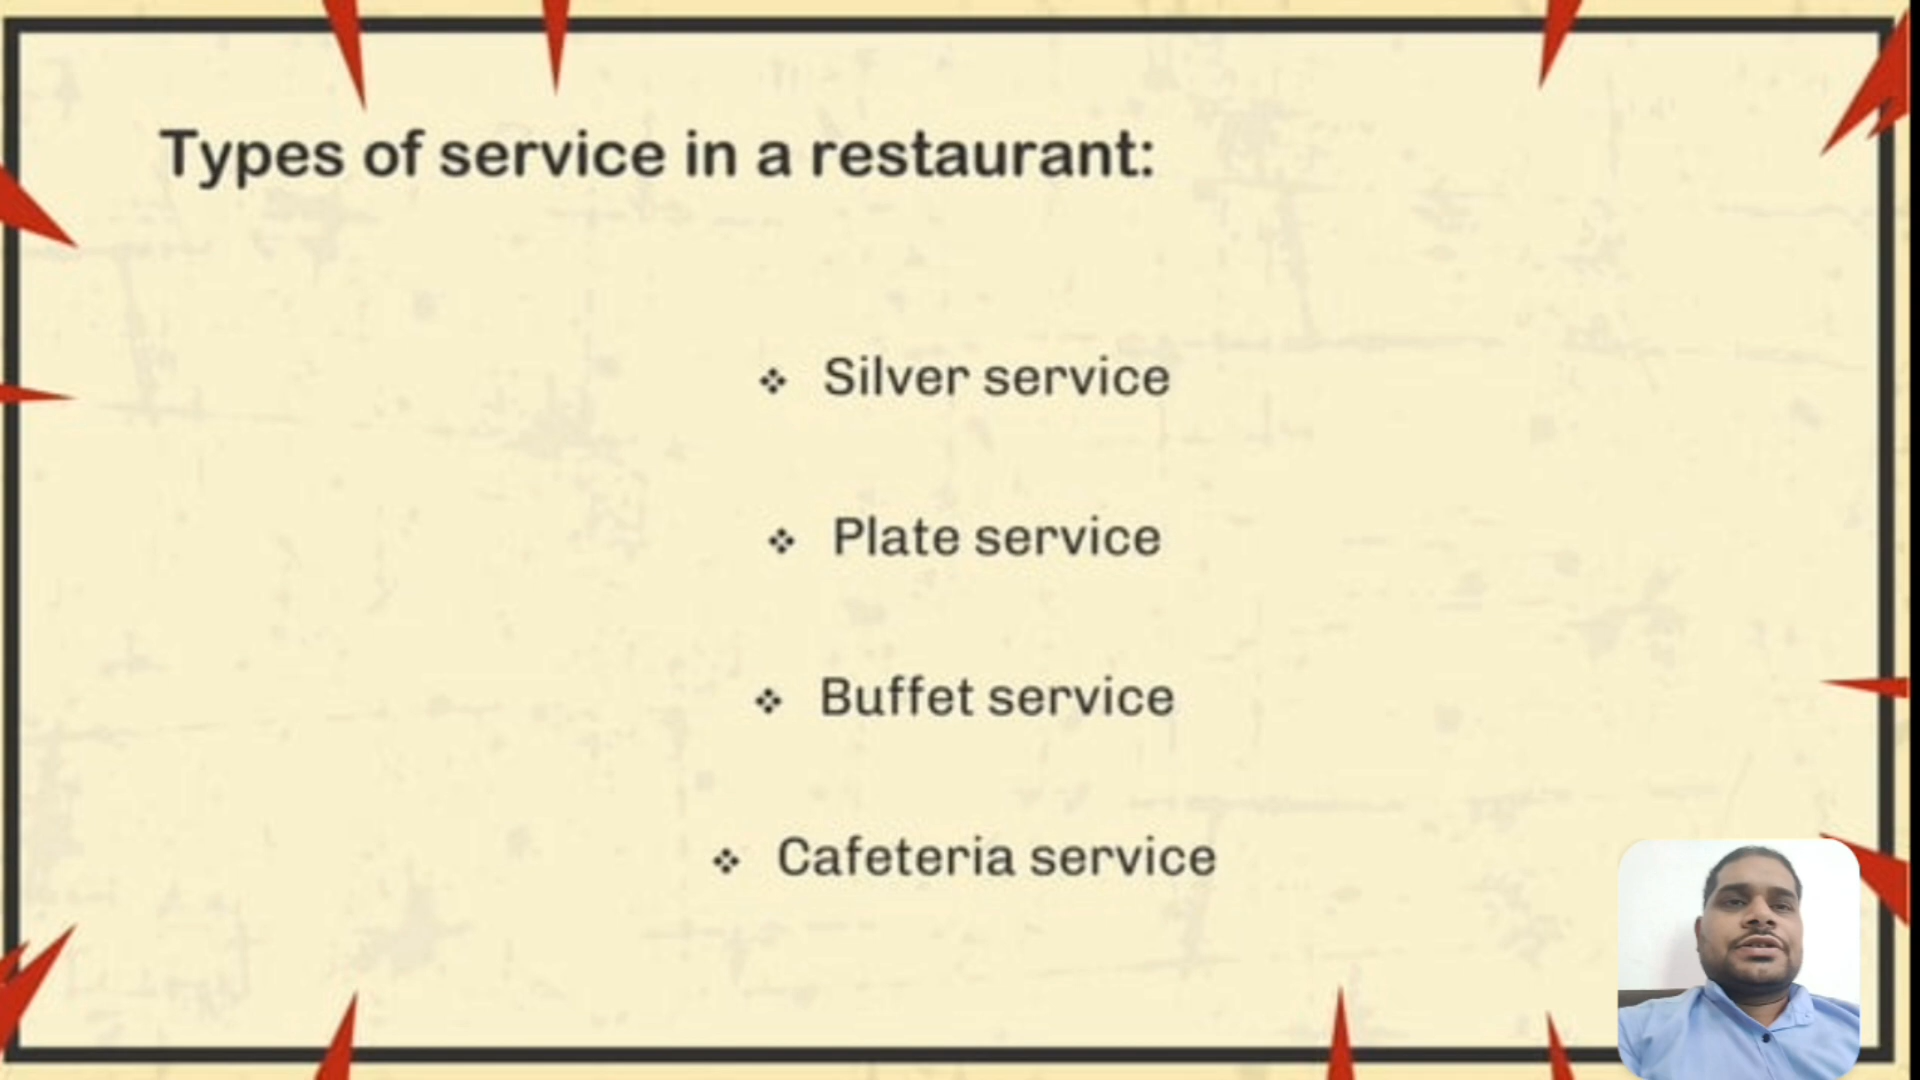 Types of service in a restaurant:
❖ Silver service
❖ Plate service
❖ Buffet service
❖ Cafeteria service